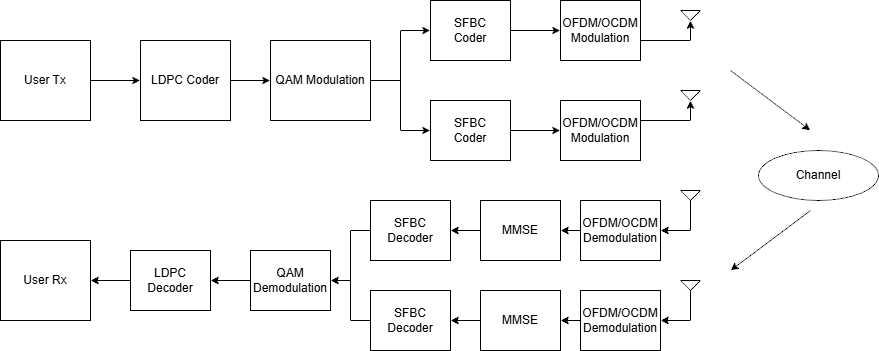 SFBC
Coder
OFDM/OCDM
Modulation
User Tx
LDPC Coder
QAM Modulation
SFBC
Coder
OFDM/OCDM
Modulation
Channel
SFBC
Decoder
MMSE
OFDM/OCDM
Demodulation
User Rx
LDPC
Decoder
QAM
Demodulation
SFBC
Decoder
MMSE
OFDM/OCDM
Demodulation